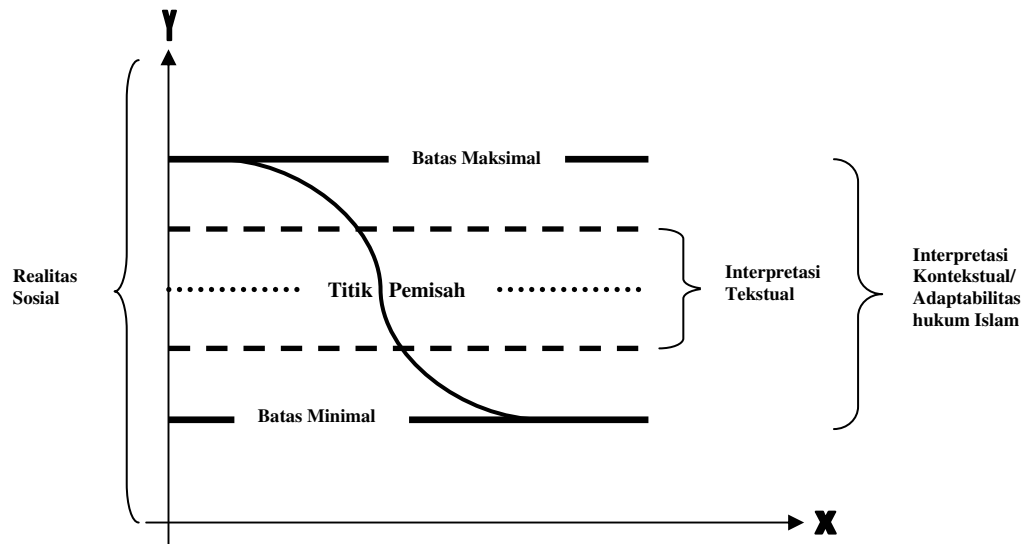 Y
Batas Maksimal
Realitas
Sosial
Titik Pemisah
Interpretasi
Tekstual
Interpretasi
Kontekstual/
Adaptabilitas
hukum Islam
Batas Minimal
X